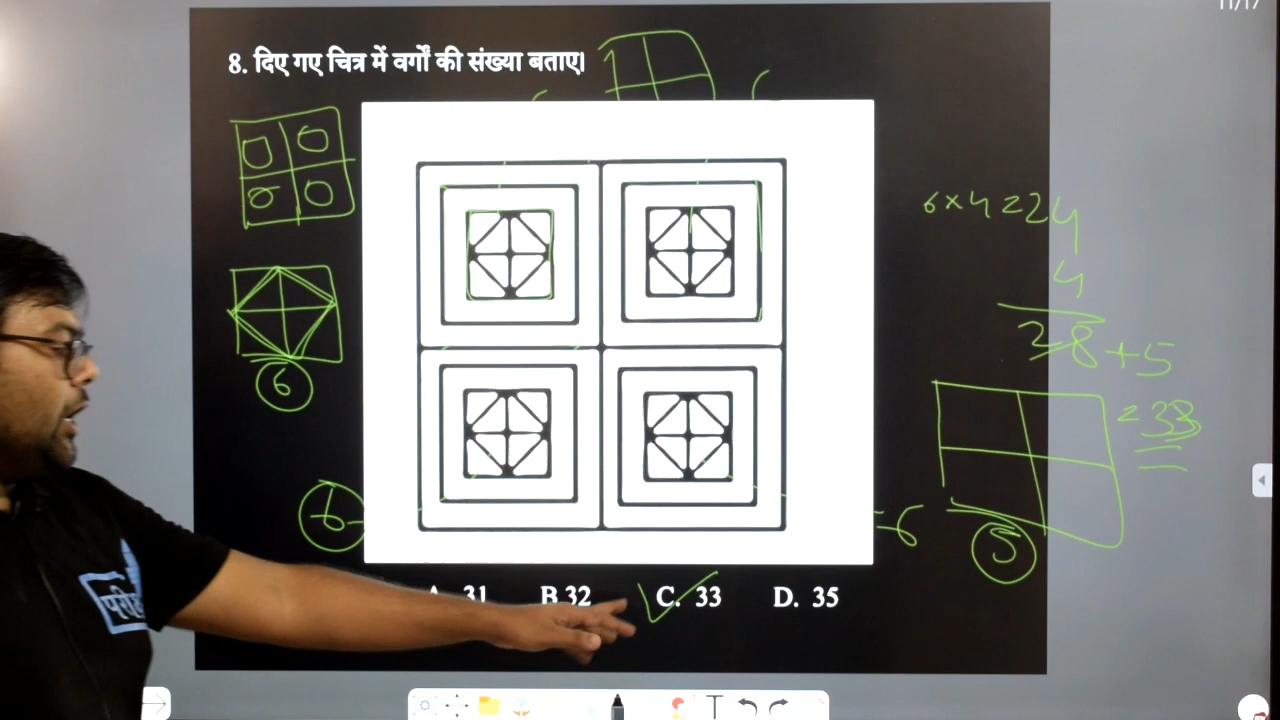 11/17
8. दिए गए चित्र में वर्गों की संख्या बताए।
6 × 4 = 24
4
28 + 5
= 33
6
6
-6
5
A. 31 B 32 C. 33 D. 35
T